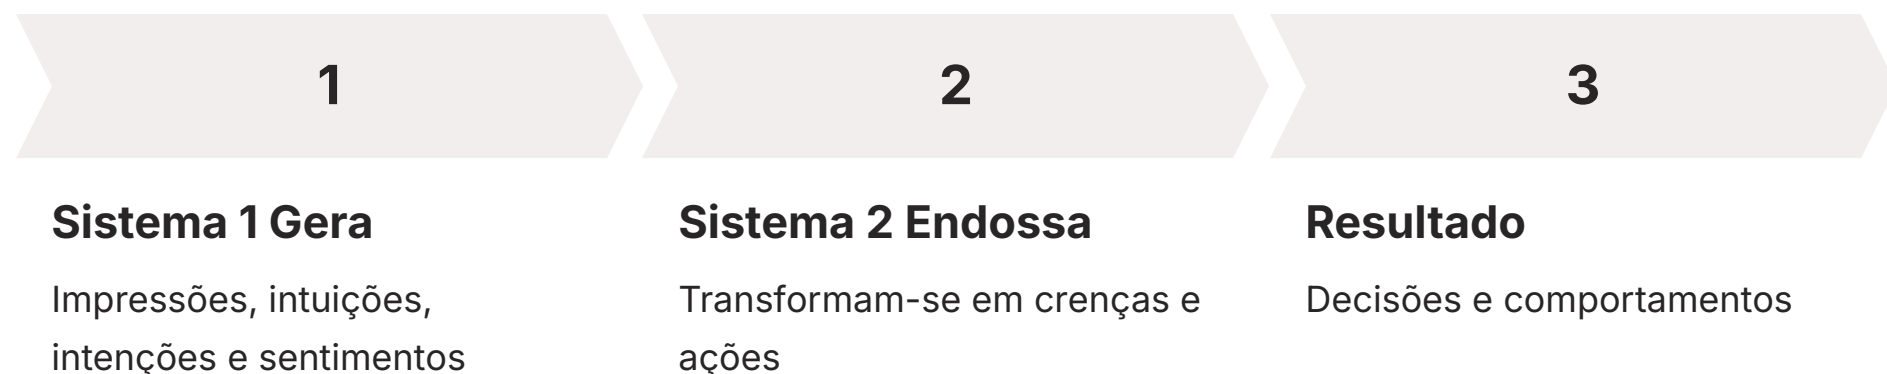 1
2
3
Sistema 1 Gera
Impressões, intuições,
intenções e sentimentos
Sistema 2 Endossa
Transformam-se em crenças e
ações
Resultado
Decisões e comportamentos